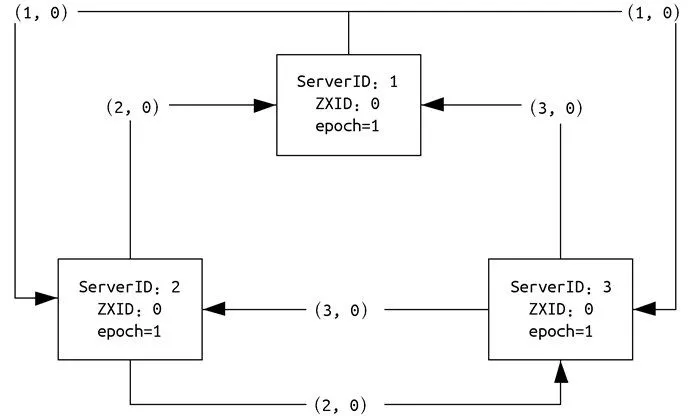 (1, 0)
(1, 0)
ServerID: 1
ZXID: 0
epoch=1
(2, 0)
(3, 0)
ServerID: 2
ZXID: 0
epoch=1
(3, 0)
ServerID: 3
ZXID: 0
epoch=1
(2, 0)